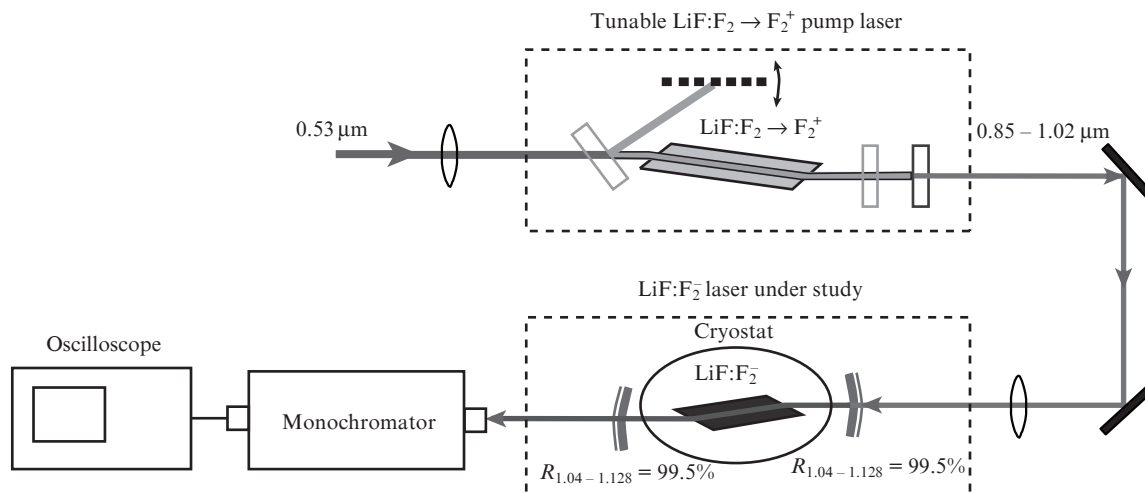 Tunable LiF:F₂ → F₂⁺ pump laser
0.53 μm
LiF:F₂ → F₂⁺
0.85 – 1.02 μm
LiF:F₂⁻ laser under study
Cryostat
LiF:F₂⁻
Oscilloscope
Monochromator
R₁.₀₄ – ₁.₁₂₈ = 99.5%
R₁.₀₄ – ₁.₁₂₈ = 99.5%